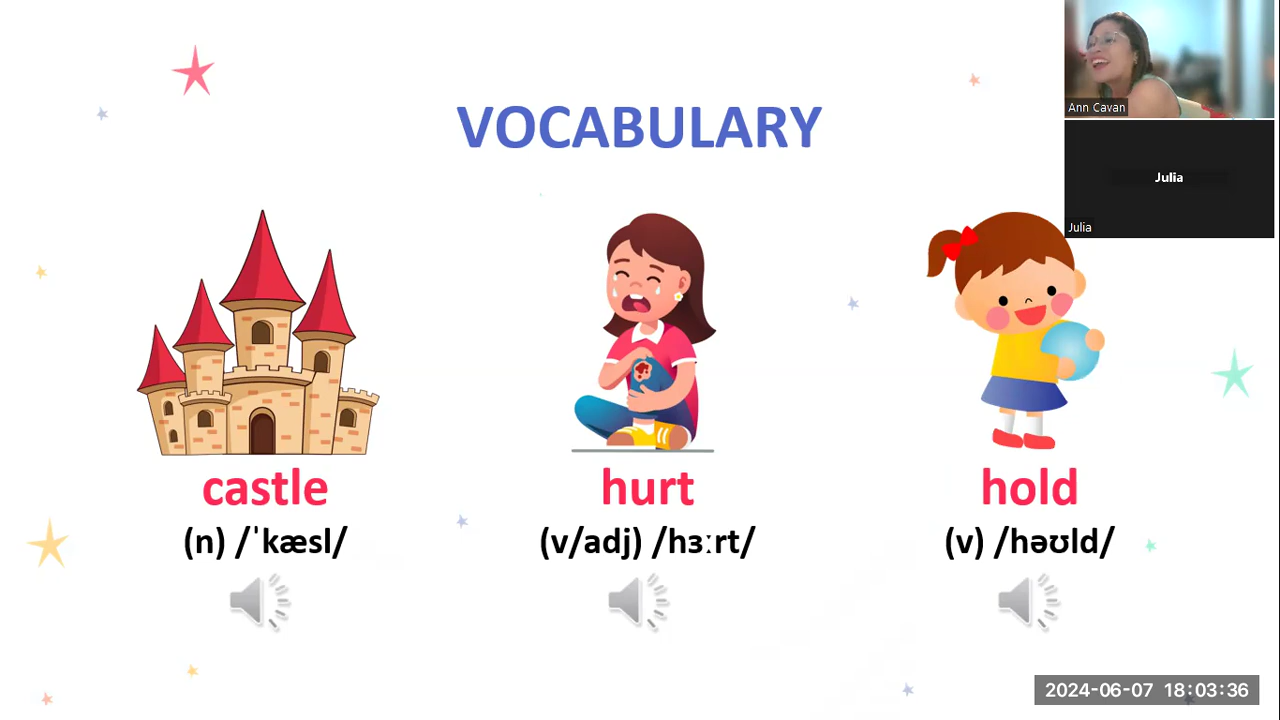 VOCABULARY
Ann Cavan
Julia
Julia
castle
hurt
hold
(n) /ˈkæsl/
(v/adj) /hɜːrt/
(v) /həʊld/
2024-06-07 18:03:36